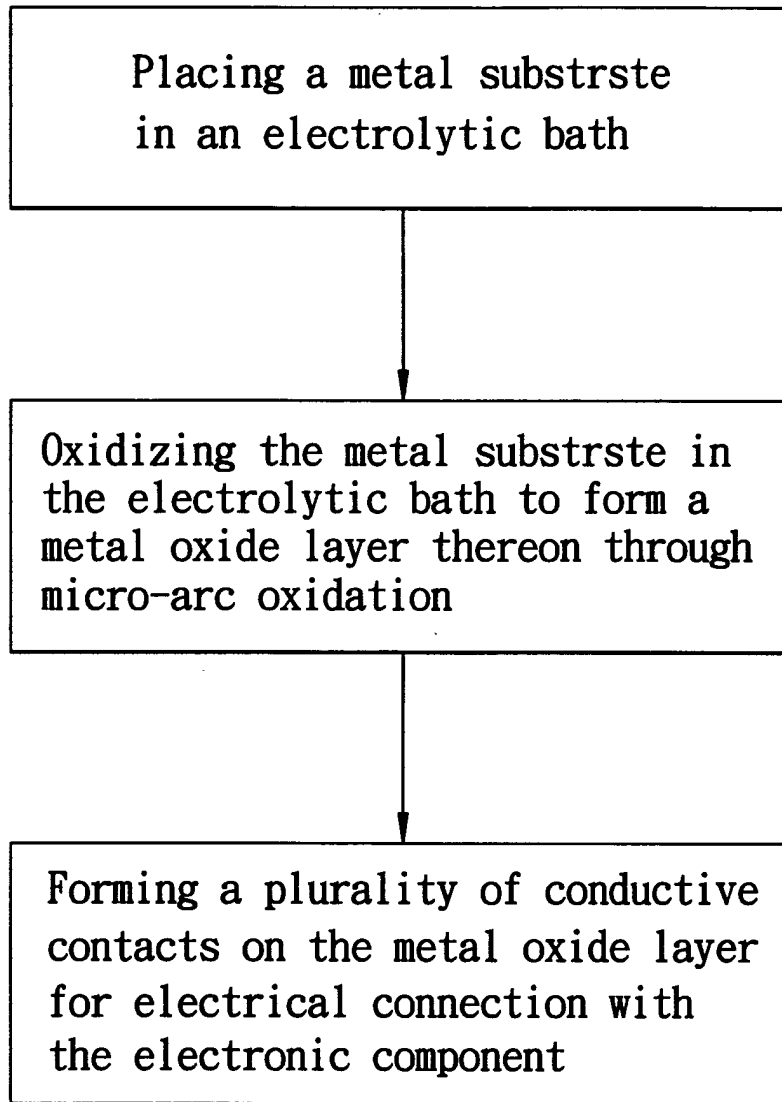 Placing a metal substrste
in an electrolytic bath
Oxidizing the metal substrste in
the electrolytic bath to form a
metal oxide layer thereon through
micro-arc oxidation
Forming a plurality of conductive
contacts on the metal oxide layer
for electrical connection with
the electronic component